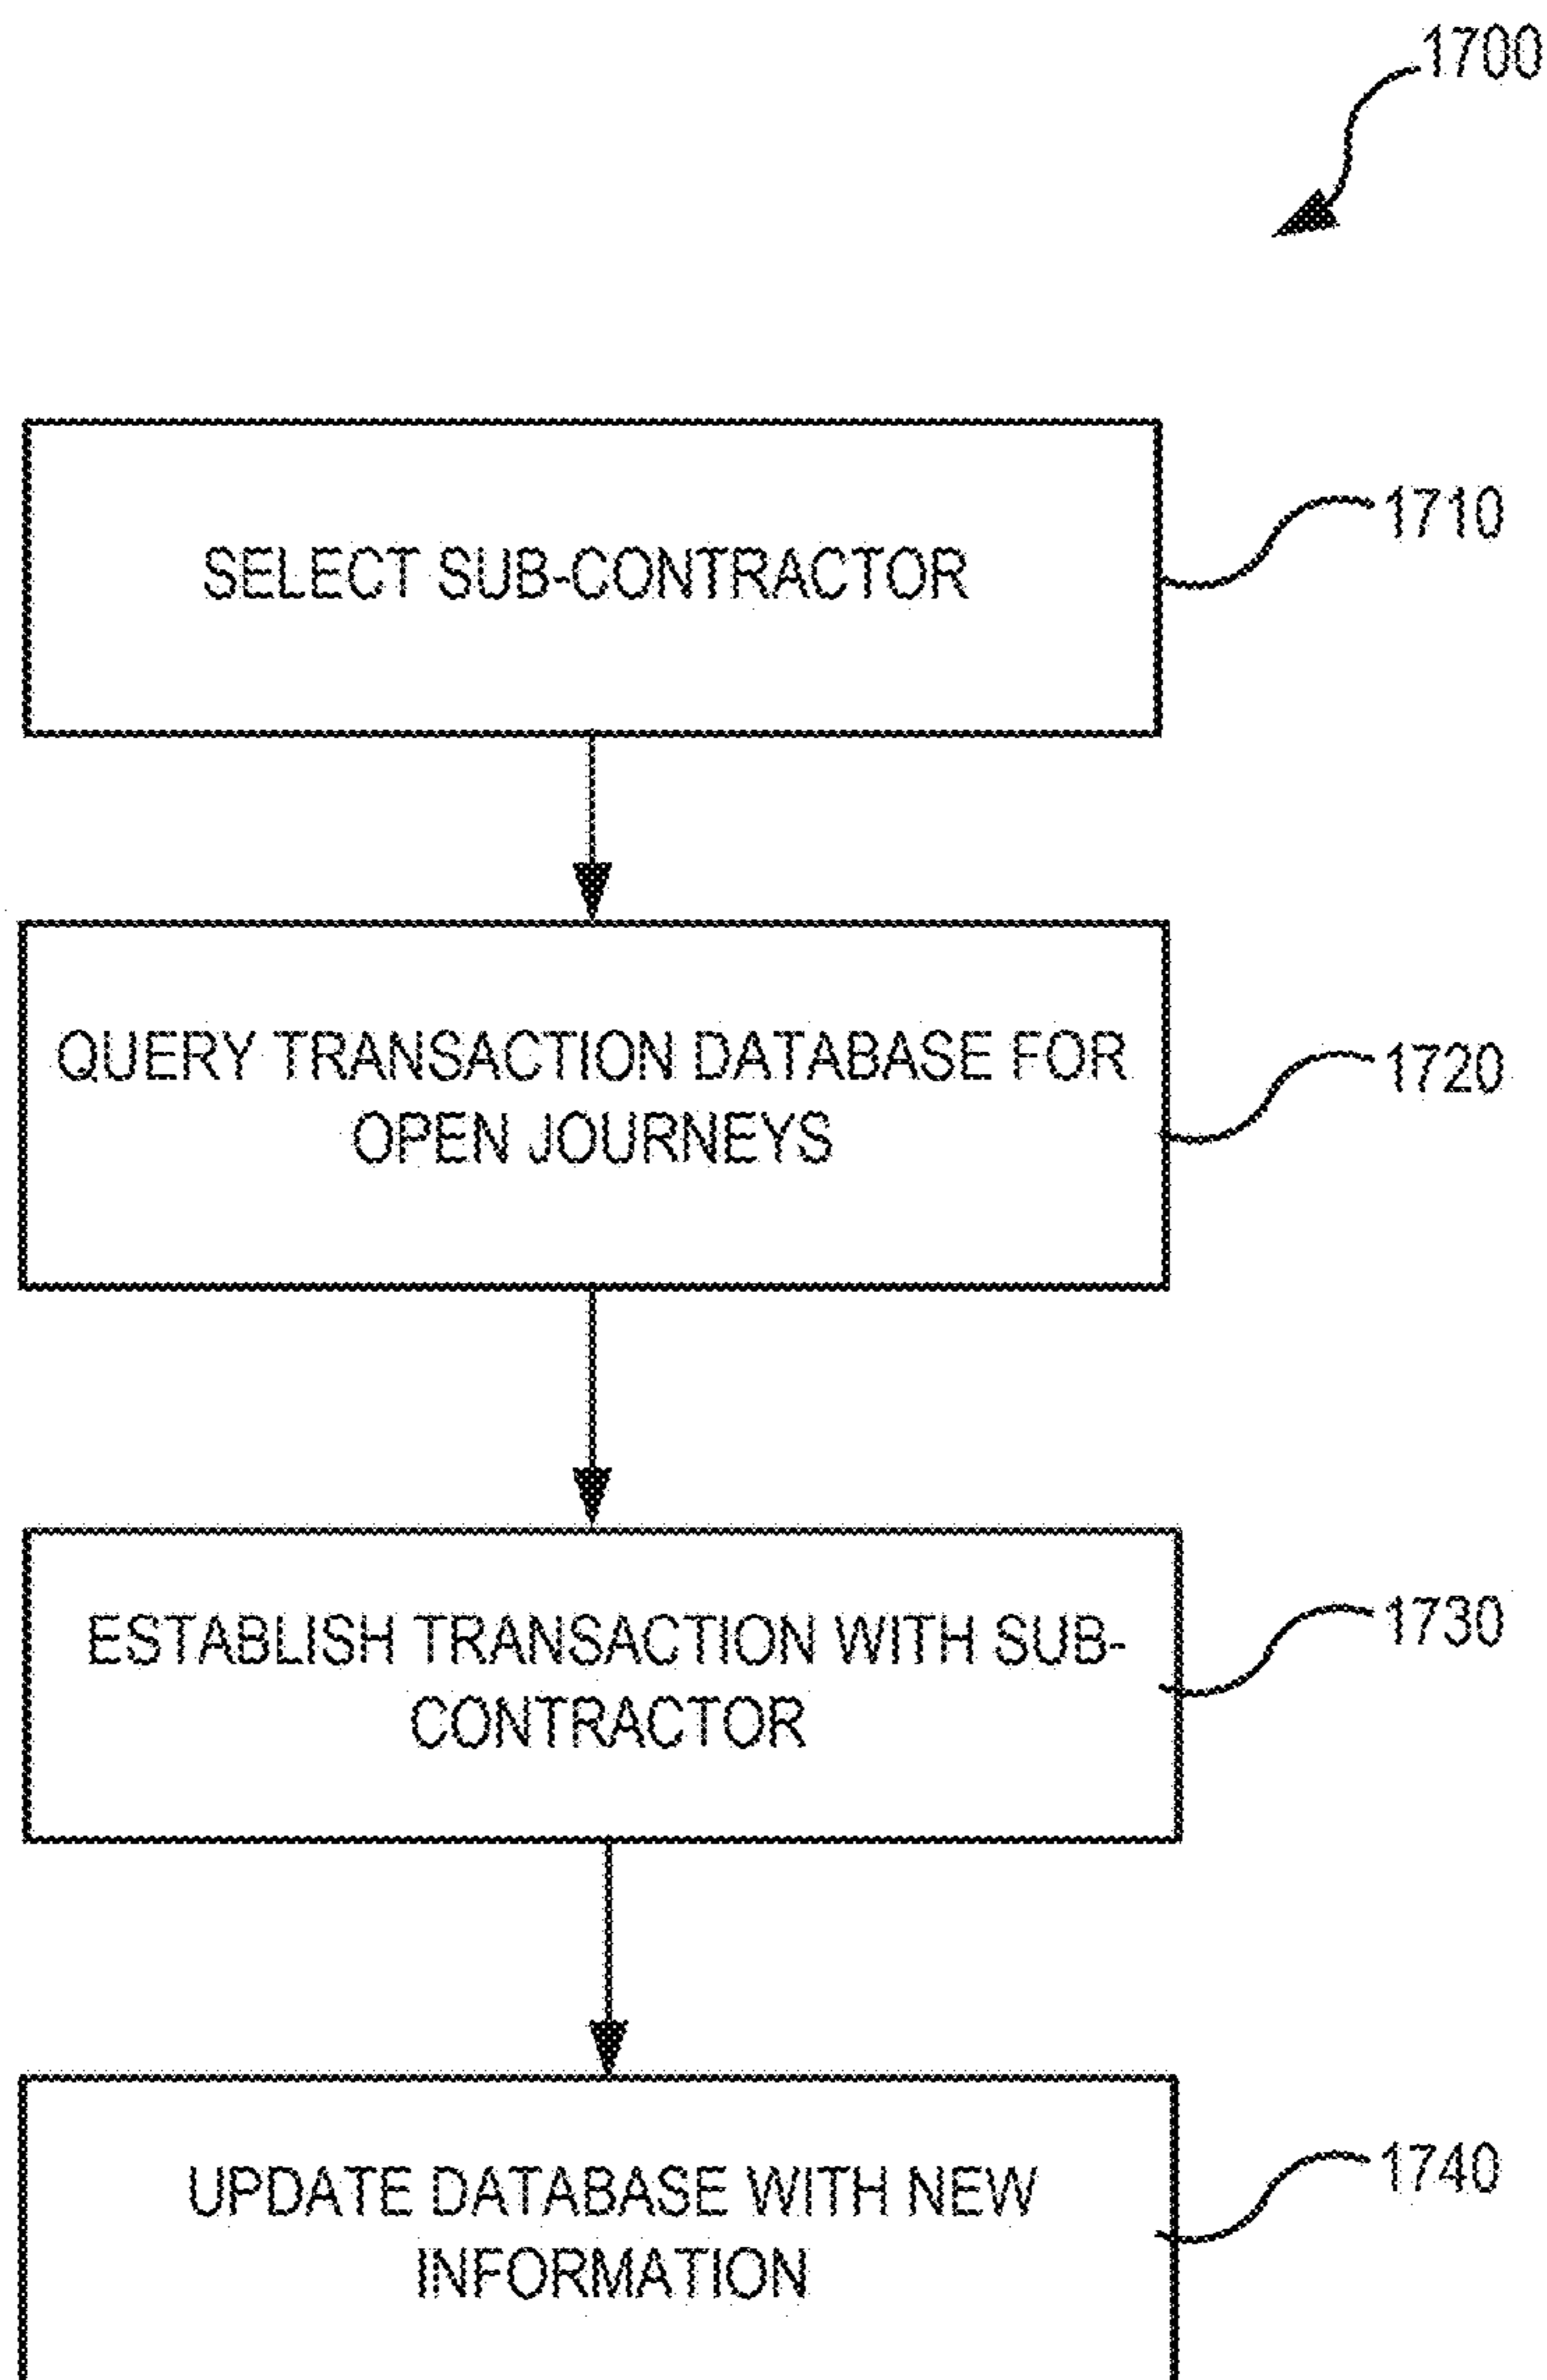 1700
SELECT SUB-CONTRACTOR
1710
QUERY TRANSACTION DATABASE FOR
OPEN JOURNEYS
1720
ESTABLISH TRANSACTION WITH SUB-
CONTRACTOR
1730
UPDATE DATABASE WITH NEW
INFORMATION
1740